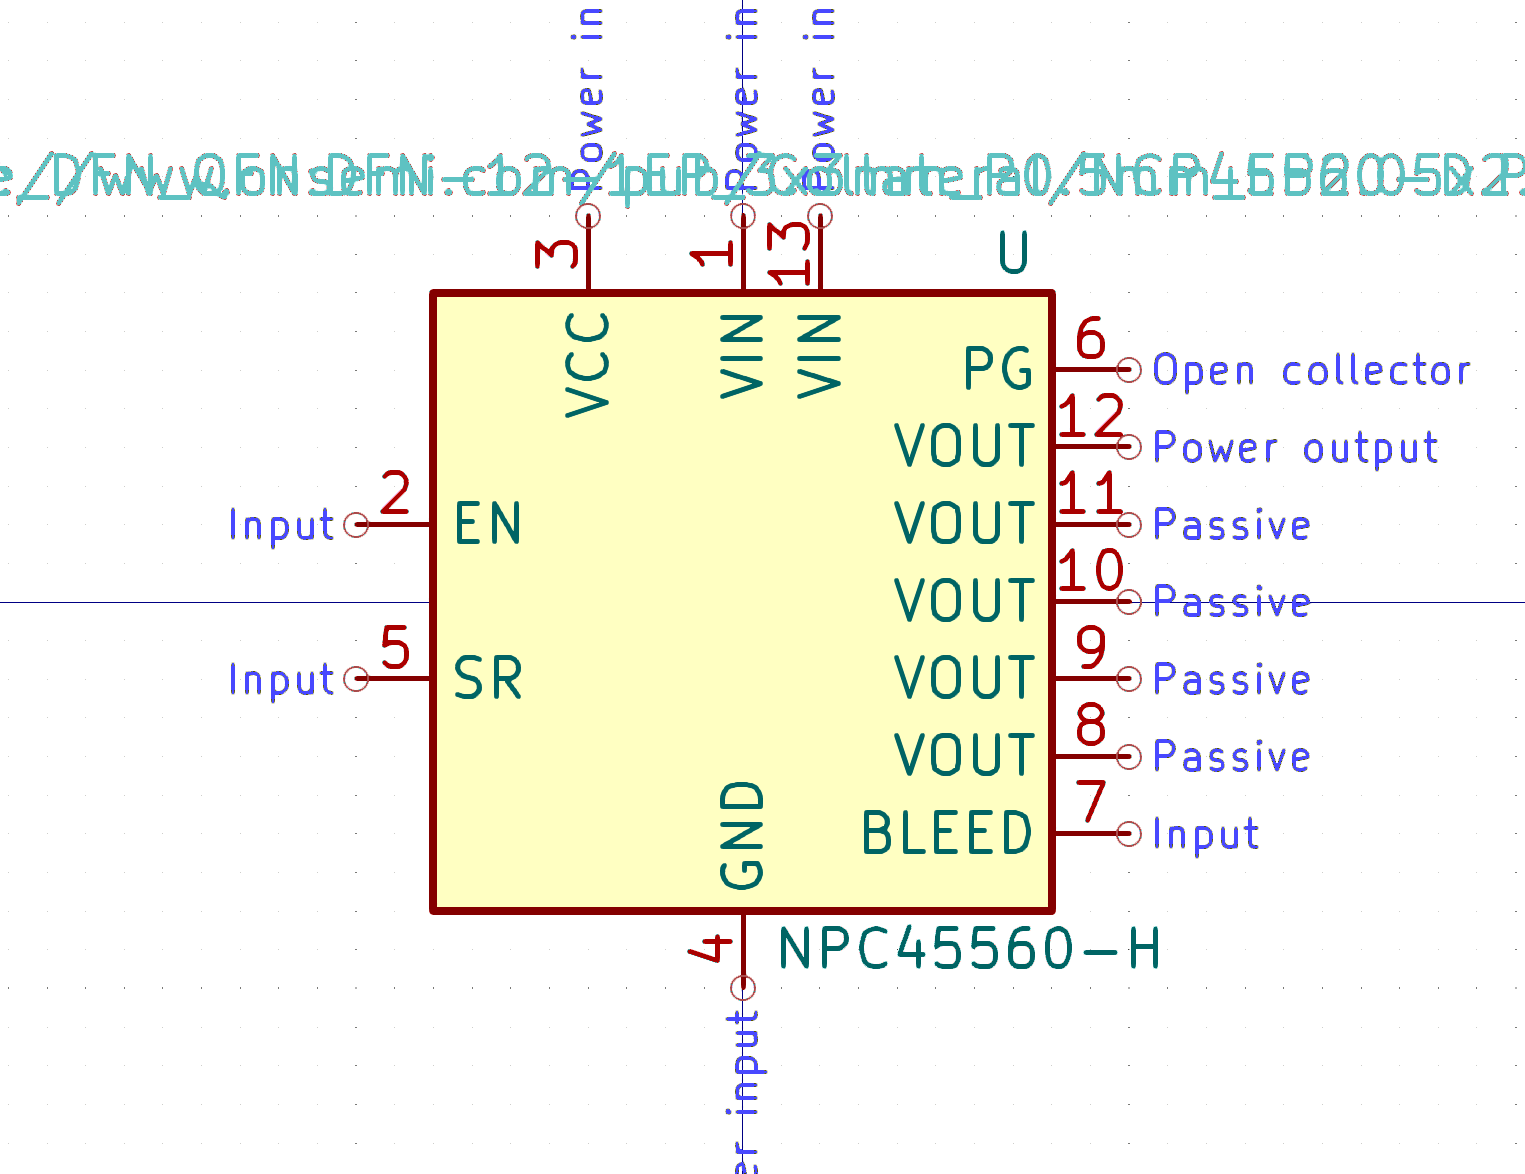 Power in
Power in
Power in
3
1
13
U
VCC
VIN
VIN
6
PG
Open collector
12
VOUT
Power output
2
Input
EN
11
VOUT
Passive
10
VOUT
Passive
5
Input
SR
9
VOUT
Passive
8
VOUT
Passive
7
BLEED
Input
GND
4
NPC45560-H
input